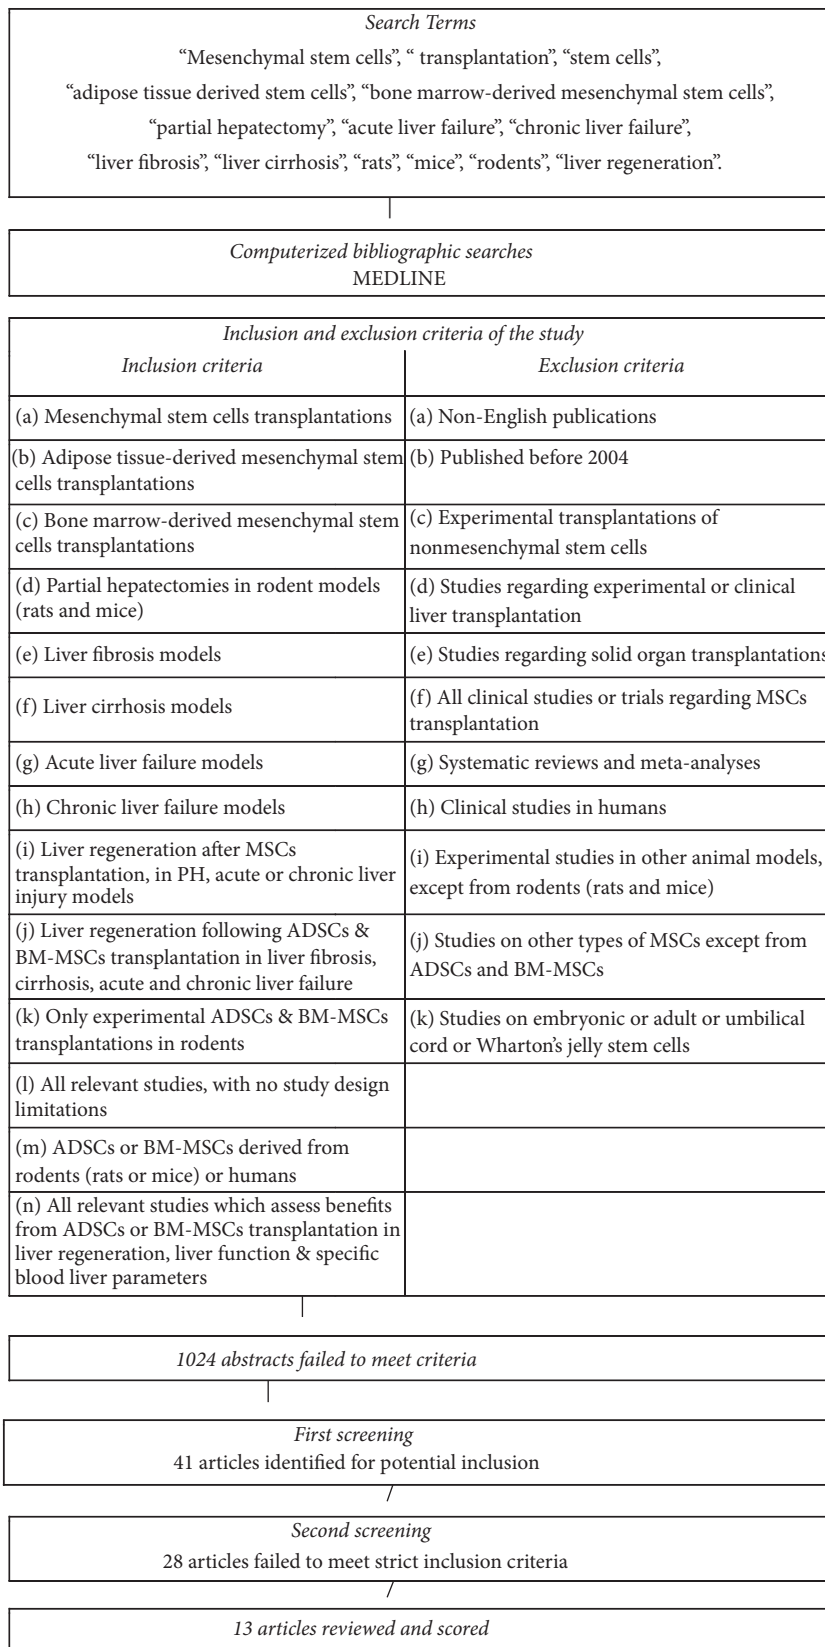 Search Terms
“Mesenchymal stem cells”, “ transplantation”, “stem cells”,
“adipose tissue derived stem cells”, “bone marrow-derived mesenchymal stem cells”,
“partial hepatectomy”, “acute liver failure”, “chronic liver failure”,
“liver fibrosis”, “liver cirrhosis”, “rats”, “mice”, “rodents”, “liver regeneration”.
Computerized bibliographic searches
MEDLINE
Inclusion and exclusion criteria of the study
Inclusion criteria
Exclusion criteria
(a) Mesenchymal stem cells transplantations
(a) Non-English publications
(b) Adipose tissue-derived mesenchymal stem
cells transplantations
(b) Published before 2004
(c) Bone marrow-derived mesenchymal stem
cells transplantations
(c) Experimental transplantations of
nonmesenchymal stem cells
(d) Partial hepatectomies in rodent models
(rats and mice)
(d) Studies regarding experimental or clinical
liver transplantation
(e) Liver fibrosis models
(e) Studies regarding solid organ transplantations
(f) Liver cirrhosis models
(f) All clinical studies or trials regarding MSCs
transplantation
(g) Acute liver failure models
(g) Systematic reviews and meta-analyses
(h) Chronic liver failure models
(h) Clinical studies in humans
(i) Liver regeneration after MSCs
transplantation, in PH, acute or chronic liver
injury models
(i) Experimental studies in other animal models,
except from rodents (rats and mice)
(j) Liver regeneration following ADSCs &
BM-MSCs transplantation in liver fibrosis,
cirrhosis, acute and chronic liver failure
(j) Studies on other types of MSCs except from
ADSCs and BM-MSCs
(k) Only experimental ADSCs & BM-MSCs
transplantations in rodents
(k) Studies on embryonic or adult or umbilical
cord or Wharton’s jelly stem cells
(l) All relevant studies, with no study design
limitations
(m) ADSCs or BM-MSCs derived from
rodents (rats or mice) or humans
(n) All relevant studies which assess benefits
from ADSCs or BM-MSCs transplantation in
liver regeneration, liver function & specific
blood liver parameters
1024 abstracts failed to meet criteria
First screening
41 articles identified for potential inclusion
Second screening
28 articles failed to meet strict inclusion criteria
13 articles reviewed and scored